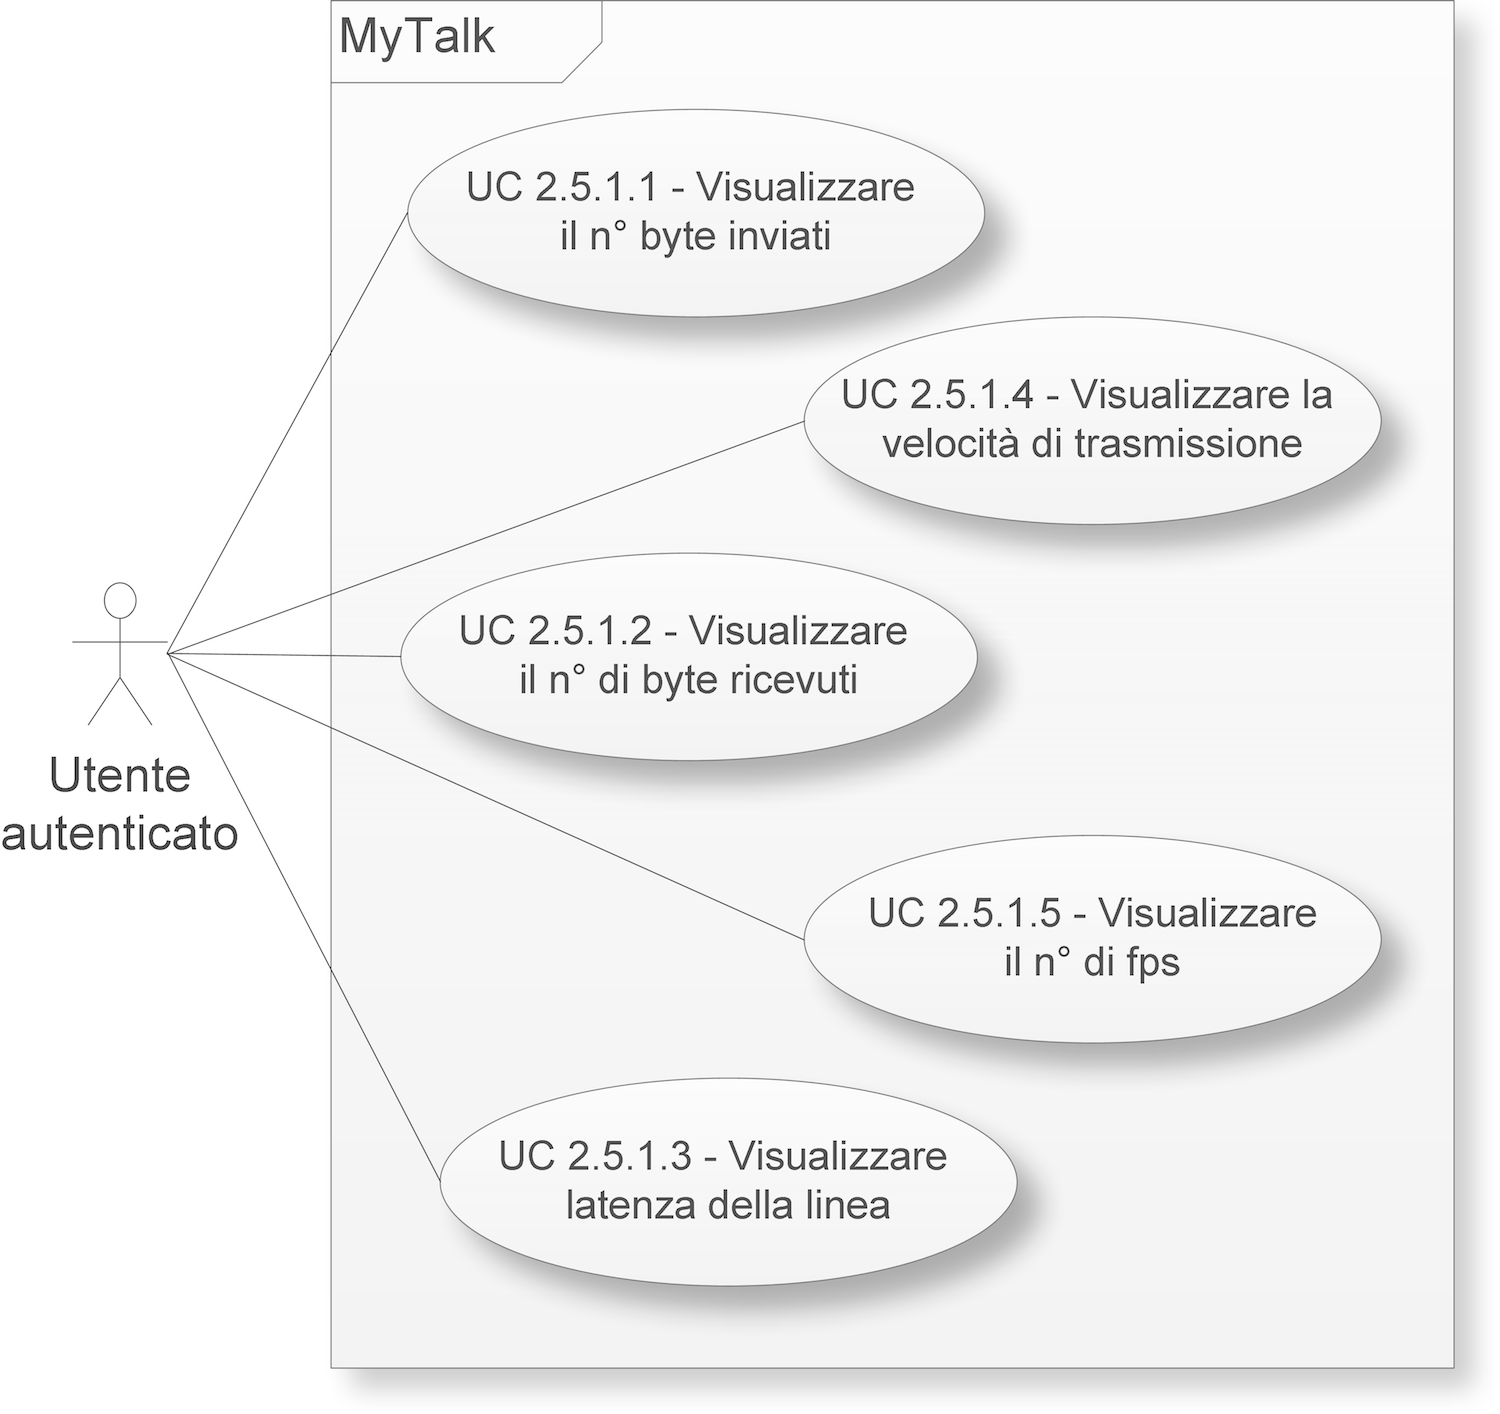 MyTalk
UC 2.5.1.1 - Visualizzare
il n° byte inviati
UC 2.5.1.4 - Visualizzare la
velocità di trasmissione
UC 2.5.1.2 - Visualizzare
il n° di byte ricevuti
Utente
autenticato
UC 2.5.1.5 - Visualizzare
il n° di fps
UC 2.5.1.3 - Visualizzare
latenza della linea